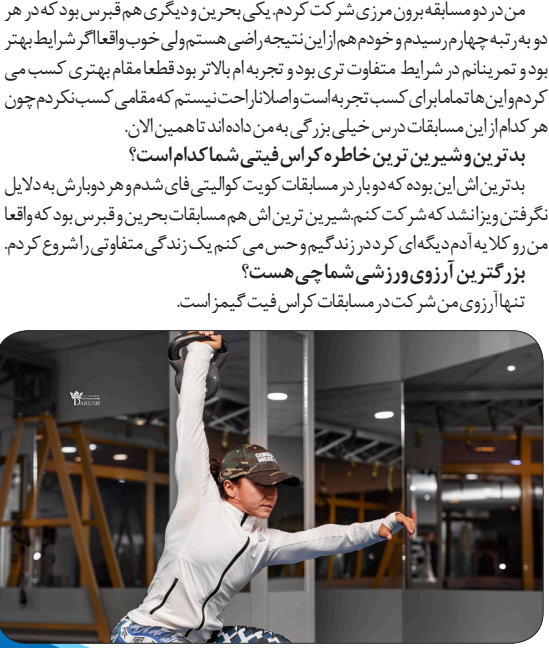 من در دو مسابقه برون مرزی شرکت کردم. یکی بحرین و دیگری هم قبرس بود که در هر
دو به رتبه چهارم رسیدم و خودم هم از این نتیجه راضی هستم ولی خوب واقعا اگر شرایط بهتر
بود و تمرینانم در شرایط متفاوت تری بود و تجربه ام بالاتر بود قطعا مقام بهتری کسب می
کردم و این ها تماما برای کسب تجربه است و اصلا ناراحت نیستم که مقامی کسب نکردم چون
هر کدام از این مسابقات درس خیلی بزرگی به من داده اند تا همین الان.
بدترین و شیرین ترین خاطره کراس فیتی شما کدام است؟
بدترین اش این بوده که دوبار در مسابقات کویت کوالیتی فای شدم و هر دوبارش به دلایل
نگرفتن ویزا نشد که شرکت کنم. شیرین ترین اش هم مسابقات بحرین و قبرس بود که واقعا
من رو کلا یه آدم دیگه ای کرد در زندگیم و حس می کنم یک زندگی متفاوتی را شروع کردم.
بزرگترین آرزوی ورزشی شما چی هست؟
تنها آرزوی من شرکت در مسابقات کراس فیت گیمز است.
DARIUSH
GORILLA
WEAR
FREE